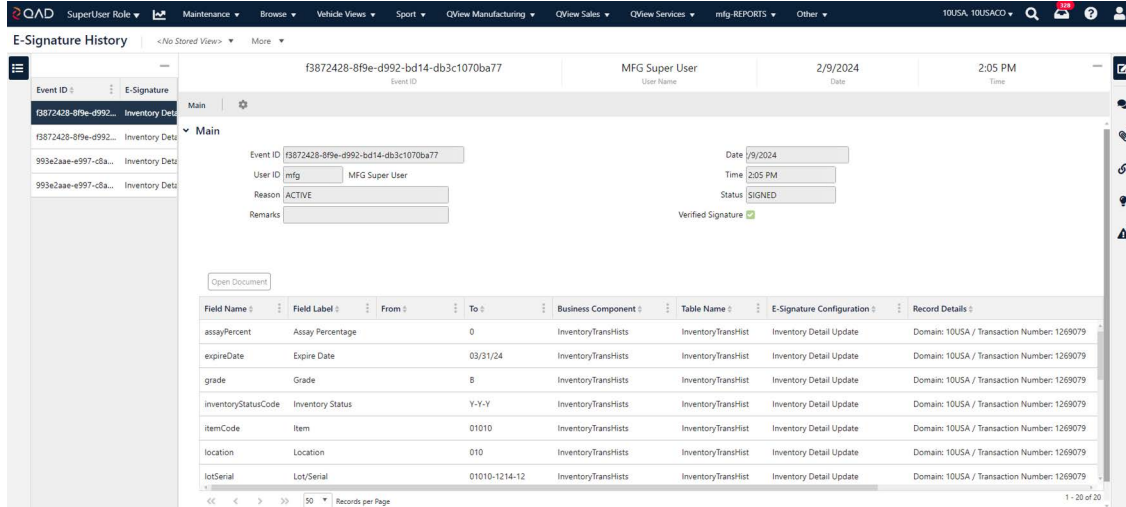 QAD SuperUser Role Maintenance Browse Vehicle Views Sport QView Manufacturing QView Sales QView Services mfg-REPORTS Other 10USA, 10USACO 328
E-Signature History <No Stored View> More
f3872428-8f9e-d992-bd14-db3c1070ba77 MFG Super User 2/9/2024 2:05 PM
Event ID User Name Date Time
Event ID E-Signature
f3872428-8f9e-d992... Inventory Deta
f3872428-8f9e-d992... Inventory Deta
993e2aae-e997-c8a... Inventory Deta
993e2aae-e997-c8a... Inventory Deta
Main
Main
Event ID f3872428-8f9e-d992-bd14-db3c1070ba77 Date /9/2024
User ID mfg MFG Super User Time 2:05 PM
Reason ACTIVE Status SIGNED
Remarks Verified Signature
Open Document
Field Name Field Label From To Business Component Table Name E-Signature Configuration Record Details
assayPercent Assay Percentage 0 InventoryTransHists InventoryTransHist Inventory Detail Update Domain: 10USA / Transaction Number: 1269079
expireDate Expire Date 03/31/24 InventoryTransHists InventoryTransHist Inventory Detail Update Domain: 10USA / Transaction Number: 1269079
grade Grade B InventoryTransHists InventoryTransHist Inventory Detail Update Domain: 10USA / Transaction Number: 1269079
inventoryStatusCode Inventory Status Y-Y-Y InventoryTransHists InventoryTransHist Inventory Detail Update Domain: 10USA / Transaction Number: 1269079
itemCode Item 01010 InventoryTransHists InventoryTransHist Inventory Detail Update Domain: 10USA / Transaction Number: 1269079
location Location 010 InventoryTransHists InventoryTransHist Inventory Detail Update Domain: 10USA / Transaction Number: 1269079
lotSerial Lot/Serial 01010-1214-12 InventoryTransHists InventoryTransHist Inventory Detail Update Domain: 10USA / Transaction Number: 1269079
50 Records per Page 1 - 20 of 20